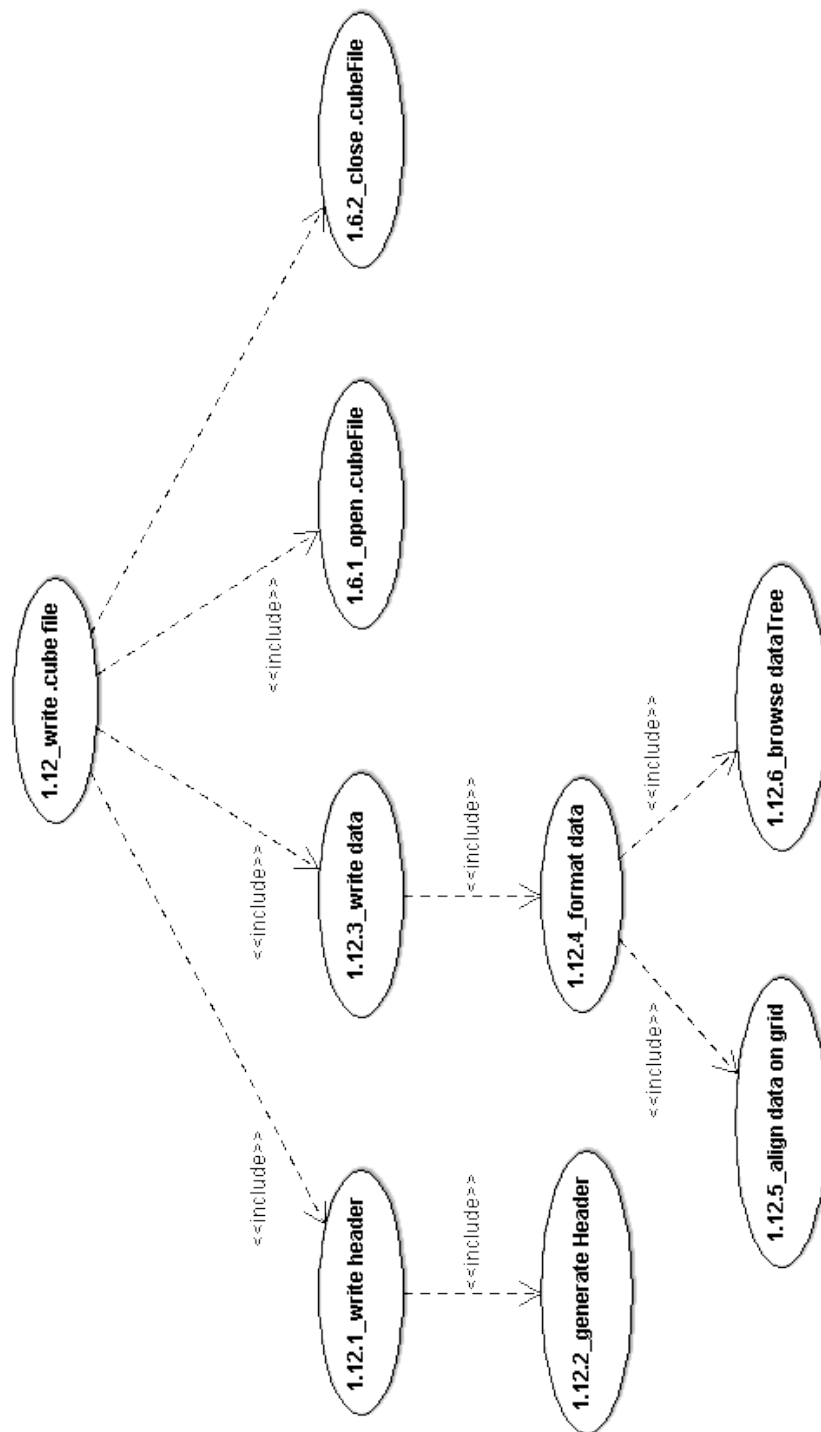 1.12_write .cube file
<<include>>
<<include>>
<<include>>
1.12.1_write header
1.12.3_write data
1.6.1_open .cubeFile
1.6.2_close .cubeFile
<<include>>
<<include>>
1.12.2_generate Header
1.12.4_format data
<<include>>
<<include>>
1.12.5_align data on grid
1.12.6_browse dataTree